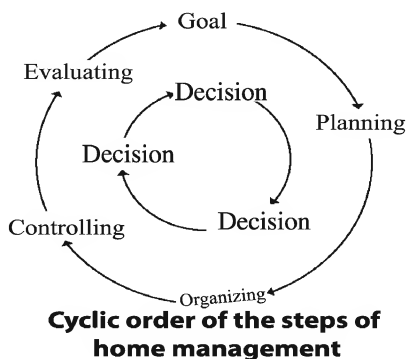 Goal
Evaluating
Decision
Planning
Decision
Decision
Controlling
Organizing
Cyclic order of the steps of
home management